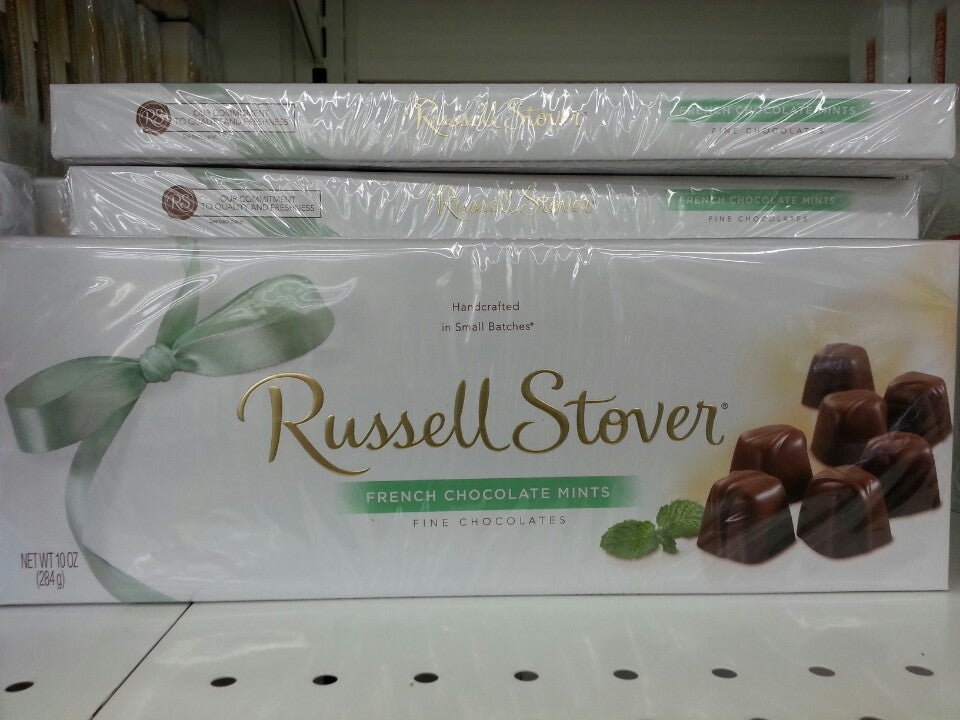 RS
OUR COMMITMENT
TO QUALITY AND FRESHNESS
Russell Stover
FRENCH CHOCOLATE MINTS
FINE CHOCOLATES
RS
OUR COMMITMENT
TO QUALITY AND FRESHNESS
Russell Stover
FRENCH CHOCOLATE MINTS
FINE CHOCOLATES
Handcrafted
in Small Batches*
Russell Stover®
FRENCH CHOCOLATE MINTS
FINE CHOCOLATES
NET WT 10 OZ
(284 g)